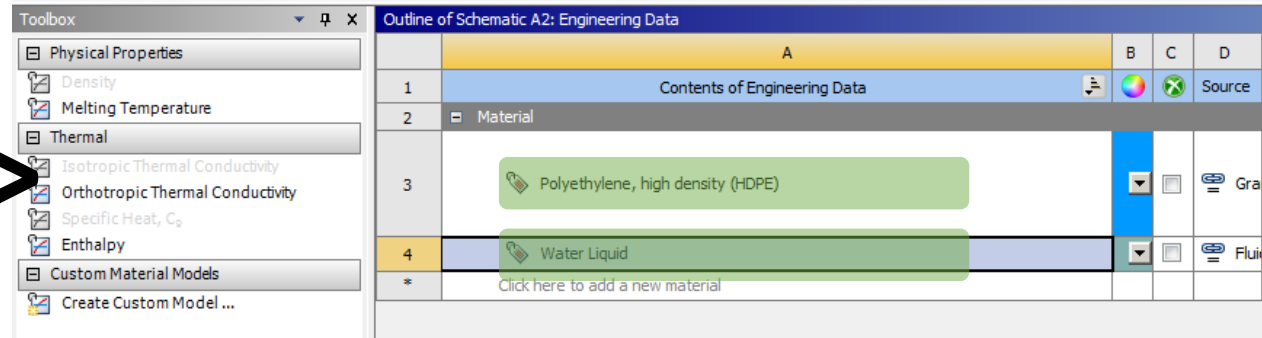 Toolbox
Physical Properties
Density
Melting Temperature
Thermal
Isotropic Thermal Conductivity
Orthotropic Thermal Conductivity
Specific Heat, Cₚ
Enthalpy
Custom Material Models
Create Custom Model ...
>
Outline of Schematic A2: Engineering Data
A B C D
1 Contents of Engineering Data Source
2 Material
3 Polyethylene, high density (HDPE) Gra
4 Water Liquid Flui
* Click here to add a new material